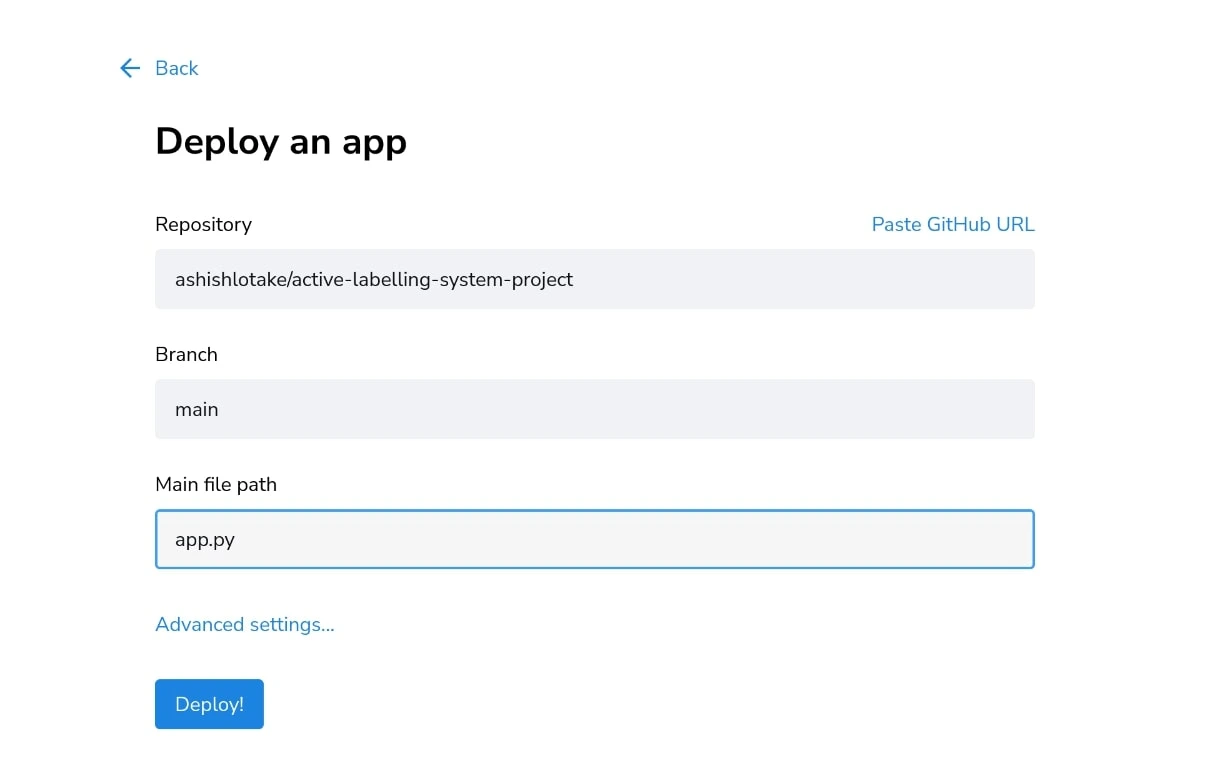 Back
Deploy an app
Repository
Paste GitHub URL
ashishlotake/active-labelling-system-project
Branch
main
Main file path
app.py
Advanced settings...
Deploy!